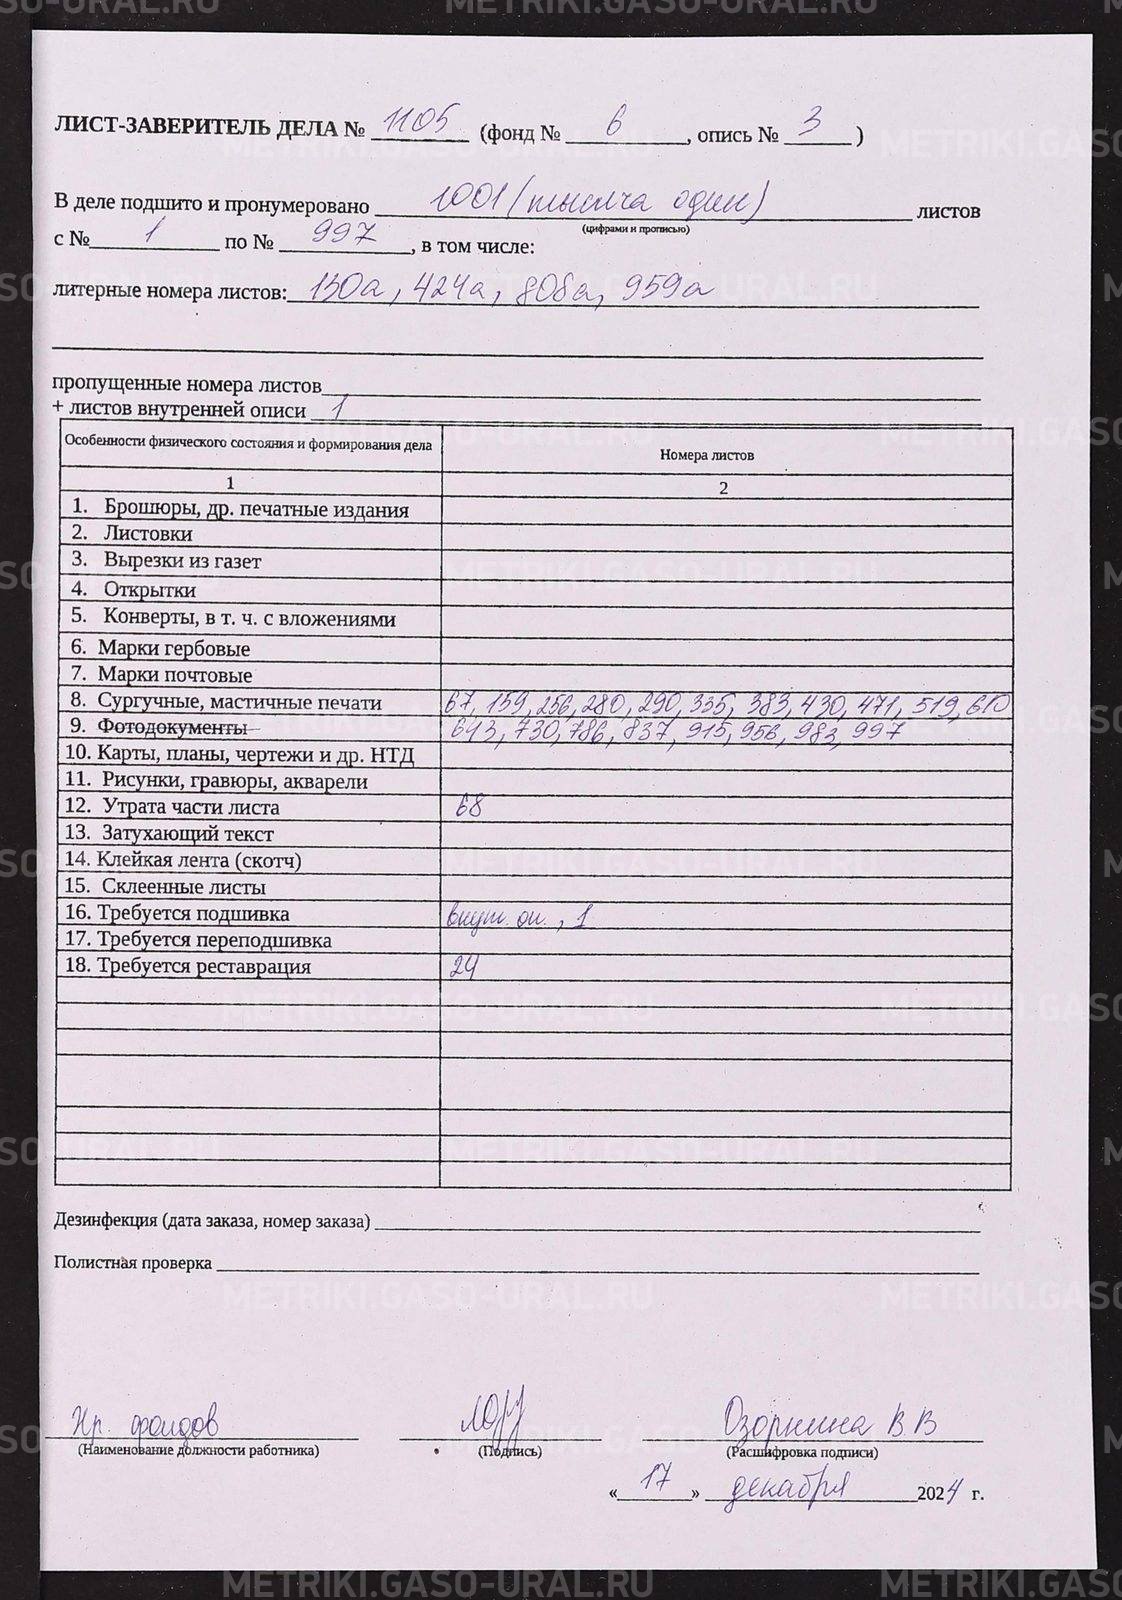 ЛИСТ-ЗАВЕРИТЕЛЬ ДЕЛА № 1105 (фонд № 6, опись № 3)
В деле подшито и пронумеровано 1001 (тысяча один) листов
(цифрами и прописью)
с № 1 по № 997, в том числе:
литерные номера листов: 130а, 424а, 808а, 959а
пропущенные номера листов
+ листов внутренней описи 1
Особенности физического состояния и формирования дела Номера листов
1 2
1. Брошюры, др. печатные издания
2. Листовки
3. Вырезки из газет
4. Открытки
5. Конверты, в т. ч. с вложениями
6. Марки гербовые
7. Марки почтовые
8. Сургучные, мастичные печати 67, 159, 256, 280, 290, 335, 383, 430, 471, 519, 610
9. Фотодокументы 643, 730, 786, 837, 915, 956, 983, 997
10. Карты, планы, чертежи и др. НТД
11. Рисунки, гравюры, акварели
12. Утрата части листа 68
13. Затухающий текст
14. Клейкая лента (скотч)
15. Склеенные листы
16. Требуется подшивка внут. оп., 1
17. Требуется переподшивка
18. Требуется реставрация 24
Дезинфекция (дата заказа, номер заказа)
Полистная проверка
Хр. фондов Озорнина В.В
(Наименование должности работника) (Подпись) (Расшифровка подписи)
«17» декабря 2024 г.
METRIKI.GASO-URAL.RU